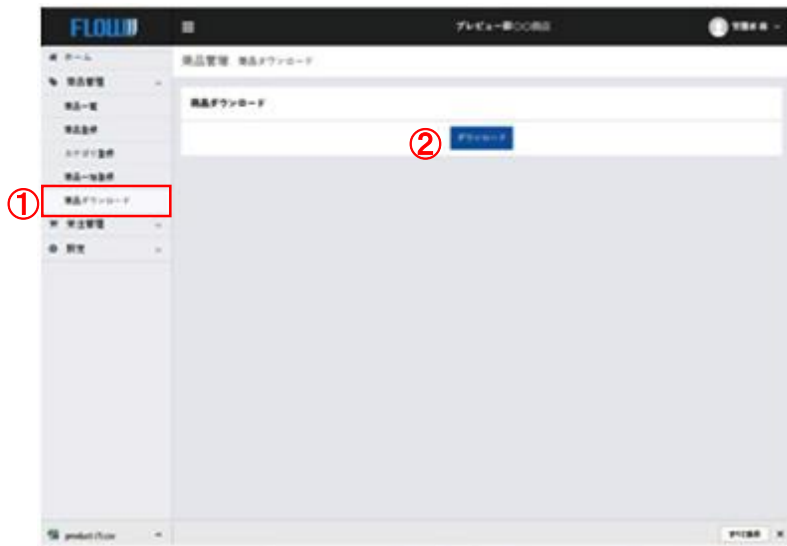 FLOW
プレビュー部〇〇商店
ホーム
商品管理 商品ダウンロード
商品管理
商品一覧
商品ダウンロード
商品登録
② ダウンロード
カテゴリ登録
商品一括登録
① 商品ダウンロード
受注管理
設定
すべて表示